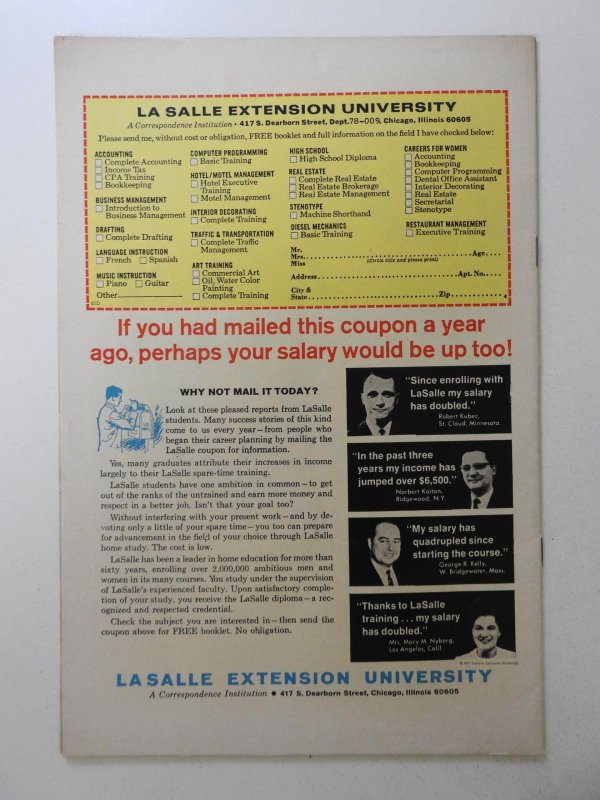 LA SALLE EXTENSION UNIVERSITY
A Correspondence Institution • 417 S. Dearborn Street, Dept. 78-009, Chicago, Illinois 60605
Please send me, without cost or obligation, FREE booklet and full information on the field I have checked below:
ACCOUNTING
Complete Accounting
Income Tax
CPA Training
Bookkeeping
BUSINESS MANAGEMENT
Introduction to
Business Management
DRAFTING
Complete Drafting
LANGUAGE INSTRUCTION
French Spanish
MUSIC INSTRUCTION
Piano Guitar
Other
COMPUTER PROGRAMMING
Basic Training
HOTEL/MOTEL MANAGEMENT
Hotel Executive
Training
Motel Management
INTERIOR DECORATING
Complete Training
TRAFFIC & TRANSPORTATION
Complete Traffic
Management
ART TRAINING
Commercial Art
Oil, Water Color
Painting
Complete Training
HIGH SCHOOL
High School Diploma
REAL ESTATE
Complete Real Estate
Real Estate Brokerage
Real Estate Management
STENOTYPE
Machine Shorthand
DIESEL MECHANICS
Basic Training
CAREERS FOR WOMEN
Accounting
Bookkeeping
Computer Programming
Dental Office Assistant
Interior Decorating
Real Estate
Secretarial
Stenotype
RESTAURANT MANAGEMENT
Executive Training
Mr.
Mrs. Age
Miss (Circle title and please print)
Address Apt. No.
City &
State Zip 4
If you had mailed this coupon a year
ago, perhaps your salary would be up too!
WHY NOT MAIL IT TODAY?
Look at these pleased reports from LaSalle
students. Many success stories of this kind
come to us every year—from people who
began their career planning by mailing the
LaSalle coupon for information.
Yes, many graduates attribute their increases in income
largely to their LaSalle spare-time training.
LaSalle students have one ambition in common—to get
out of the ranks of the untrained and earn more money and
respect in a better job. Isn't that your goal too?
Without interfering with your present work—and by de-
voting only a little of your spare time—you too can prepare
for advancement in the field of your choice through LaSalle
home study. The cost is low.
LaSalle has been a leader in home education for more than
sixty years, enrolling over 2,000,000 ambitious men and
women in its many courses. You study under the supervision
of LaSalle's experienced faculty. Upon satisfactory comple-
tion of your study, you receive the LaSalle diploma—a rec-
ognized and respected credential.
Check the subject you are interested in—then send the
coupon above for FREE booklet. No obligation.
"Since enrolling with
LaSalle my salary
has doubled."
Robert Kubec,
St. Cloud, Minnesota.
"In the past three
years my income has
jumped over $6,500."
Norbert Kaitan,
Ridgewood, N.Y.
"My salary has
quadrupled since
starting the course."
George R. Kelly,
W. Bridgewater, Mass.
"Thanks to LaSalle
training . . . my salary
has doubled."
Mrs. Mary M. Nyberg,
Los Angeles, Calif.
LASALLE EXTENSION UNIVERSITY
A Correspondence Institution • 417 S. Dearborn Street, Chicago, Illinois 60605